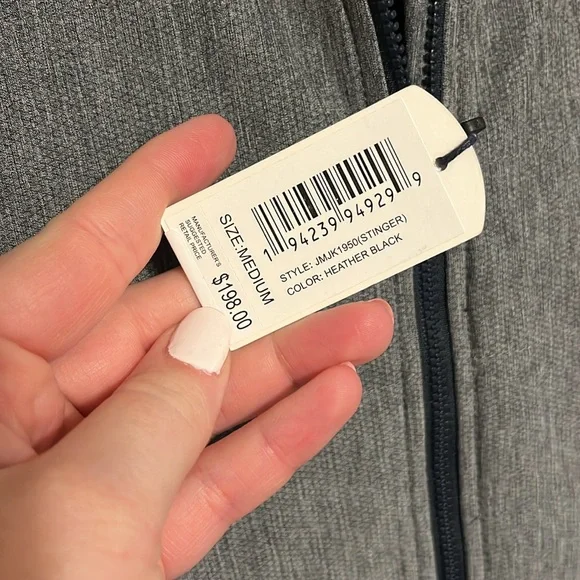 1 94239 94929 9
STYLE: JMJK1950(STINGER)
COLOR: HEATHER BLACK
SIZE:MEDIUM
MANUFACTURER'S
SUGGESTED
RETAIL PRICE
$198.00